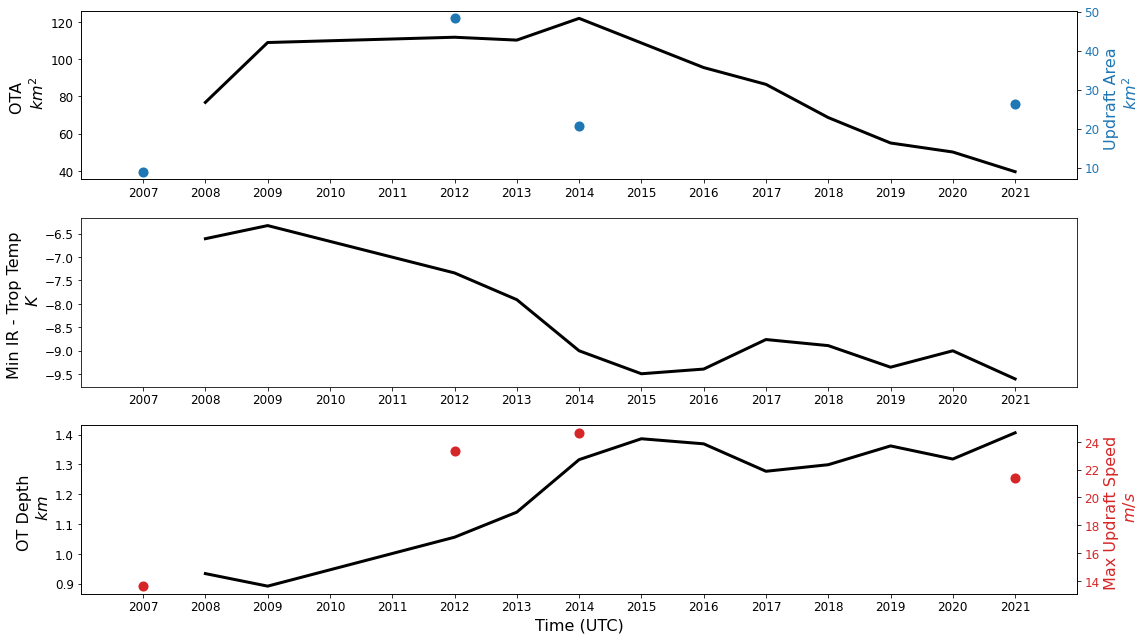 120
100
80
60
40
OTA
km²
50
40
30
20
10
Updraft Area
km²
2007 2008 2009 2010 2011 2012 2013 2014 2015 2016 2017 2018 2019 2020 2021
−6.5
−7.0
−7.5
−8.0
−8.5
−9.0
−9.5
Min IR - Trop Temp
K
2007 2008 2009 2010 2011 2012 2013 2014 2015 2016 2017 2018 2019 2020 2021
1.4
1.3
1.2
1.1
1.0
0.9
OT Depth
km
24
22
20
18
16
14
Max Updraft Speed
m/s
2007 2008 2009 2010 2011 2012 2013 2014 2015 2016 2017 2018 2019 2020 2021
Time (UTC)